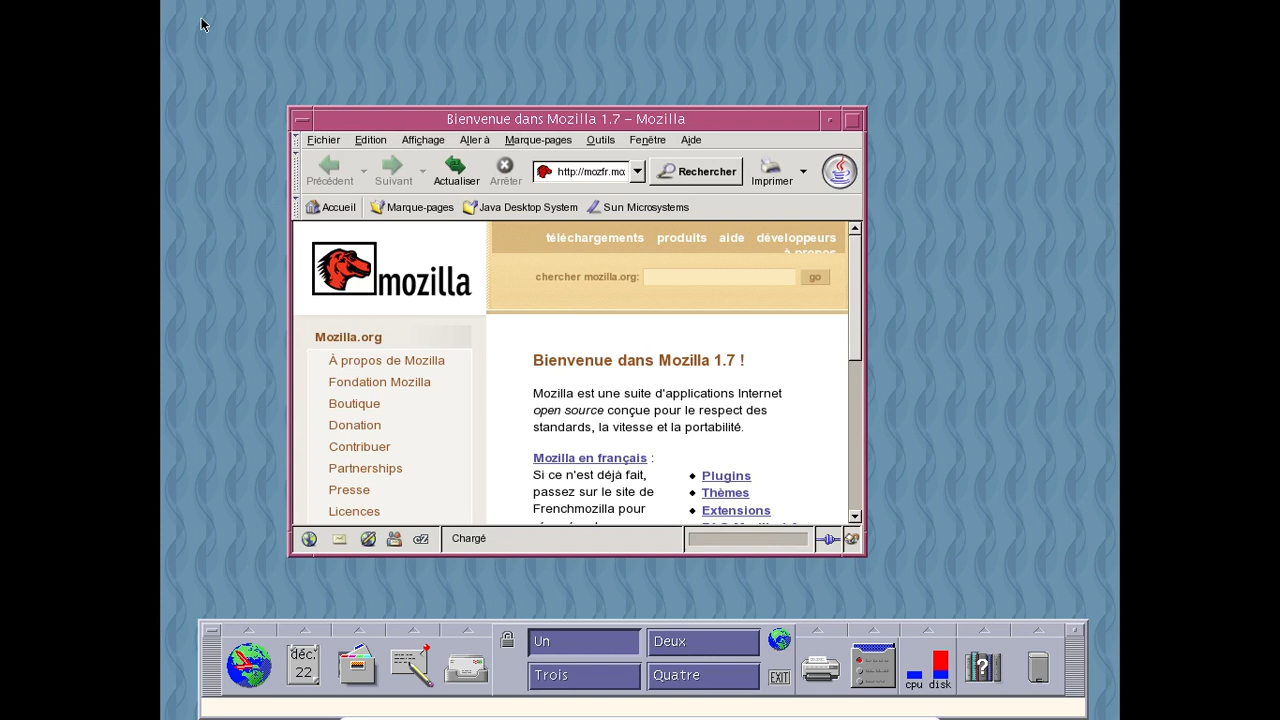 Bienvenue dans Mozilla 1.7 – Mozilla
Fichier Edition Affichage Aller à Marque-pages Outils Fenêtre Aide
Précédent Suivant Actualiser Arrêter http://mozfr.mo Rechercher Imprimer
Accueil Marque-pages Java Desktop System Sun Microsystems
téléchargements produits aide développeurs
à propos
mozilla
chercher mozilla.org: go
Mozilla.org
À propos de Mozilla
Fondation Mozilla
Boutique
Donation
Contribuer
Partnerships
Presse
Licences
Bienvenue dans Mozilla 1.7 !
Mozilla est une suite d'applications Internet
open source conçue pour le respect des
standards, la vitesse et la portabilité.
Mozilla en français :
Si ce n'est déjà fait,
passez sur le site de
Frenchmozilla pour
Plugins
Thèmes
Extensions
Chargé
déc
22
Un Deux
Trois Quatre
EXIT
cpu disk